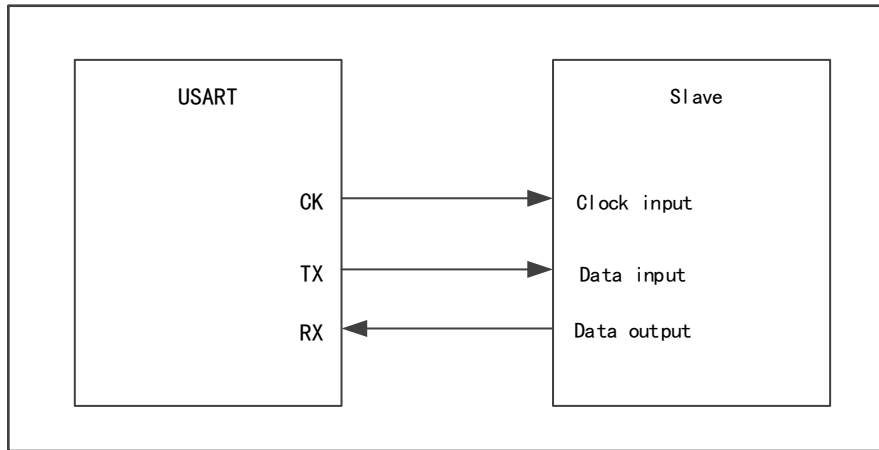 USART
Slave
CK
Clock input
TX
Data input
RX
Data output